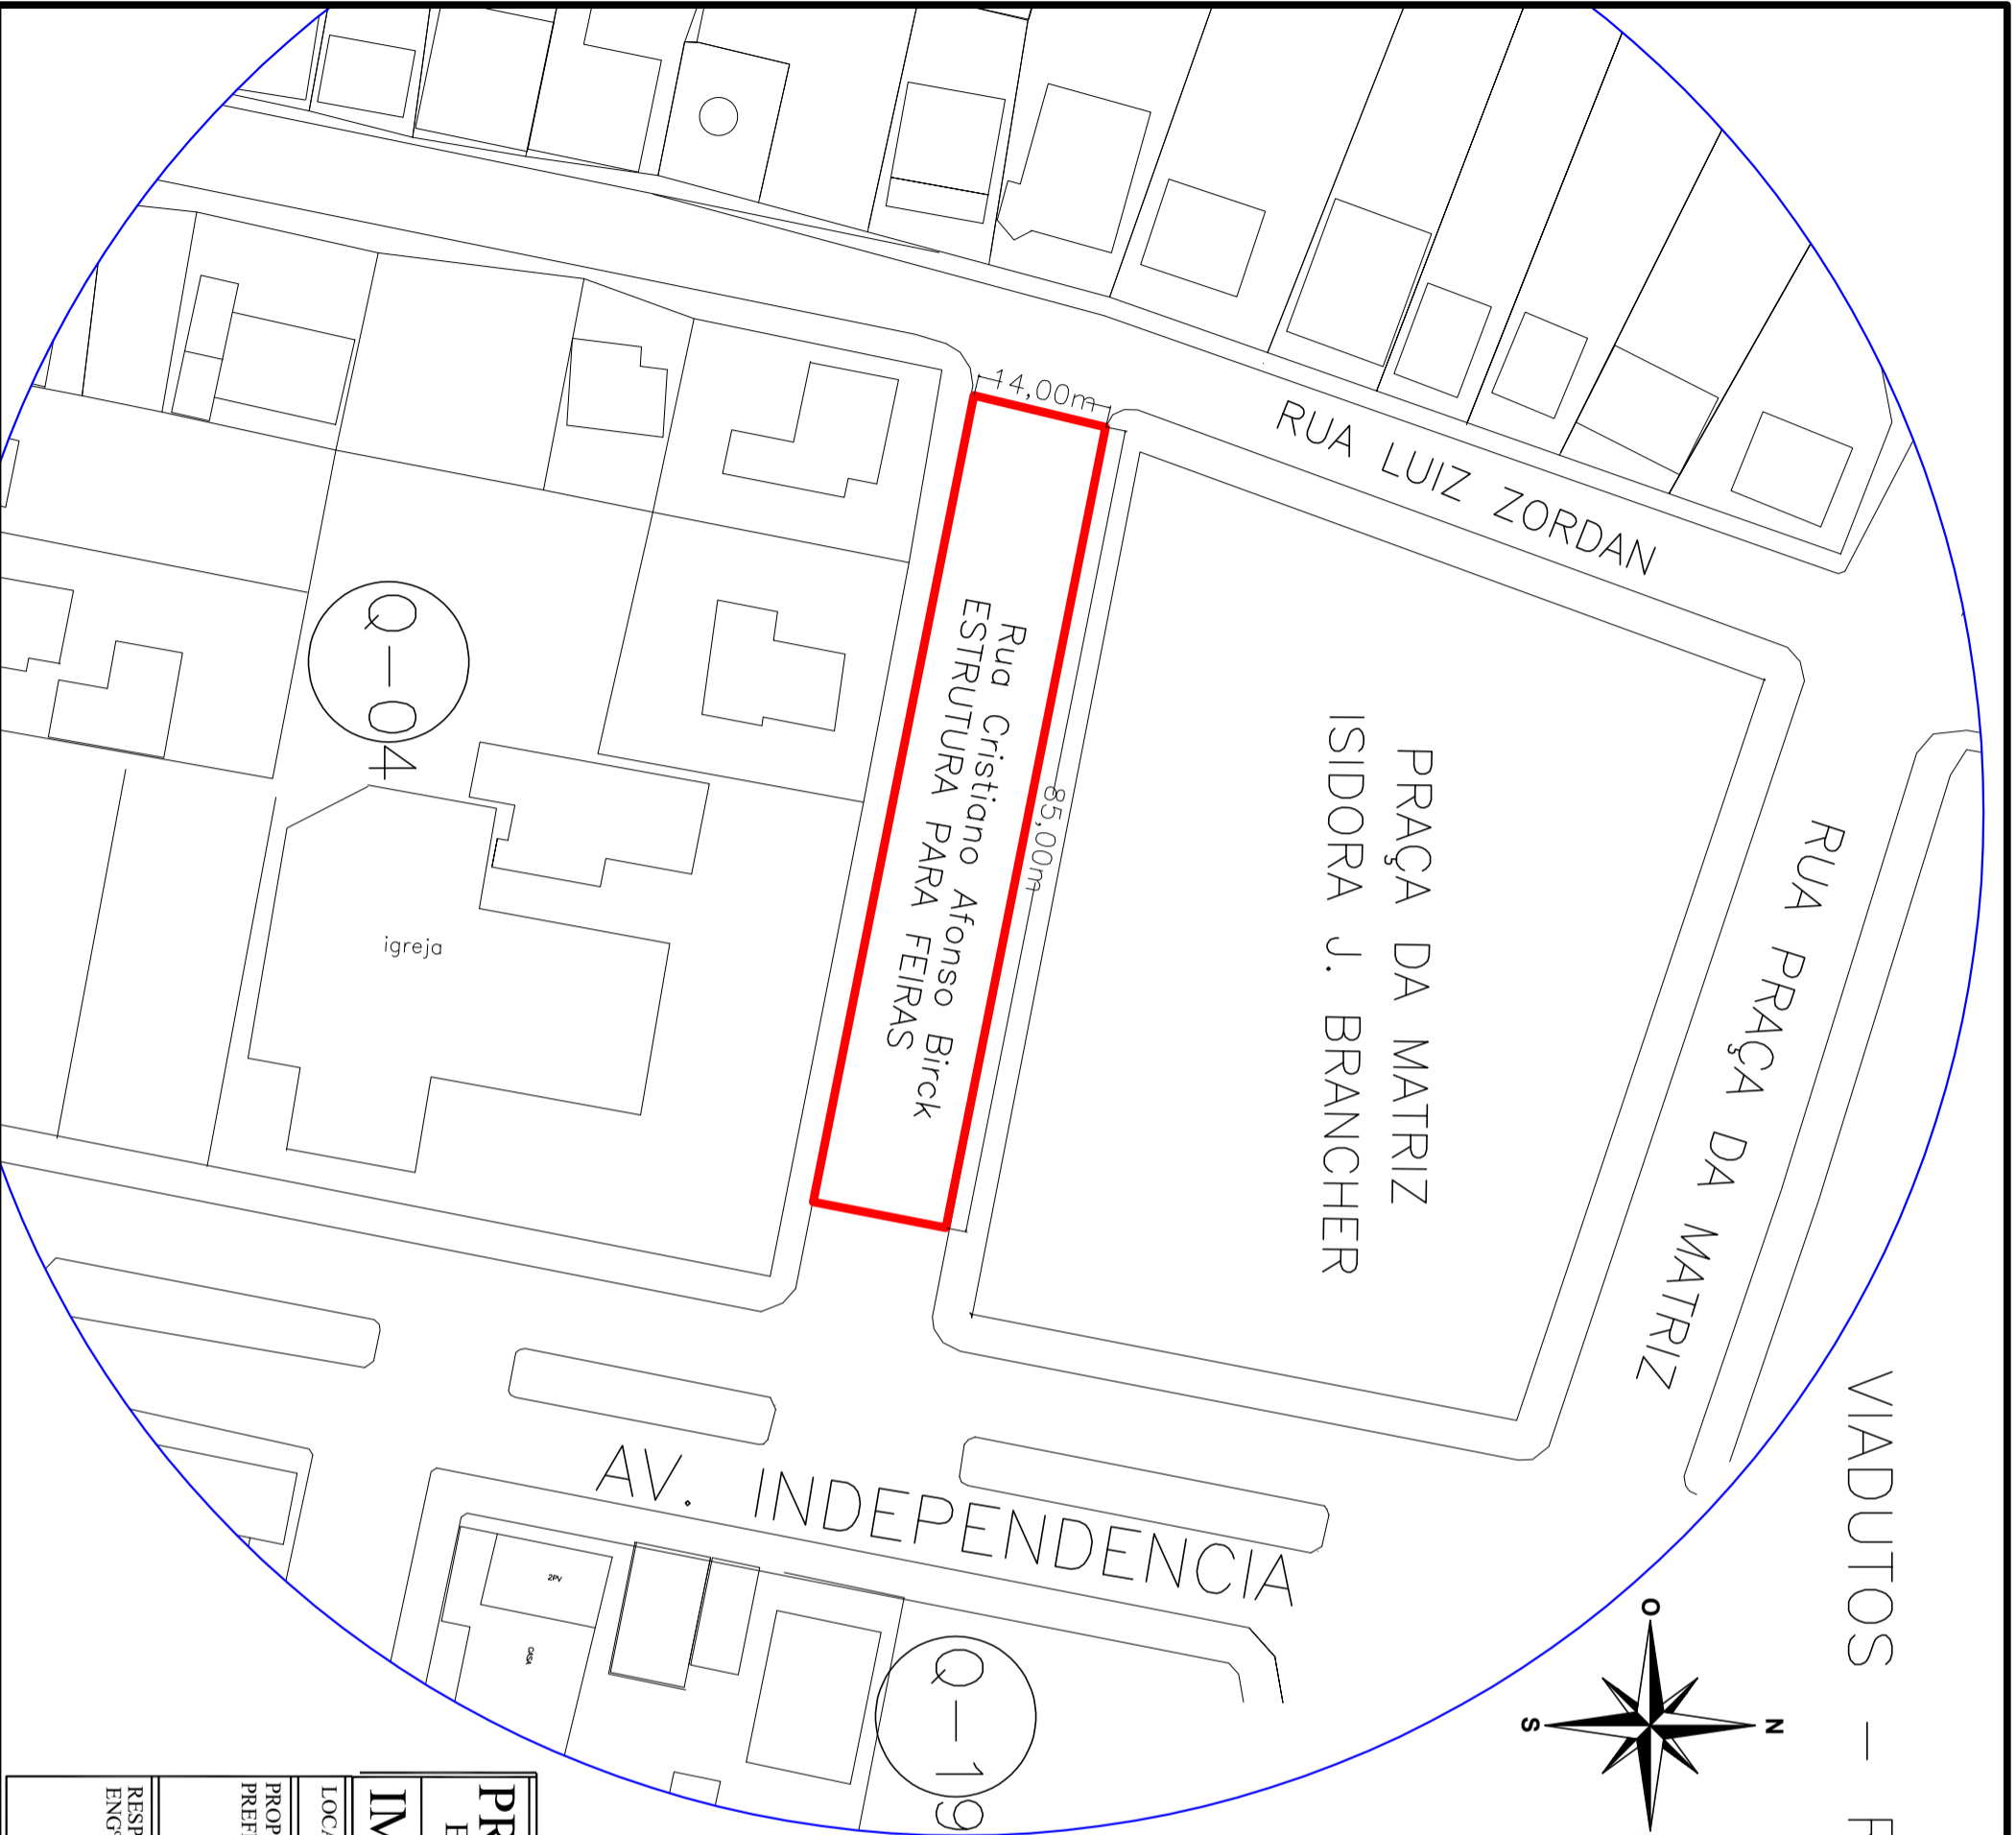 VIADUTOS —
RUA LUIZ ZORDAN
14,00m
RUA PRAÇA DA MATRIZ
PRAÇA DA MATRIZ
ISIDORA J. BRANCHER
85,00m
Rua Cristiano Afonso Birck
ESTRUTURA PARA FEIRAS
Q-04
igreja
AV. INDEPENDENCIA
2PV
CASA
Q-19
O
N
S